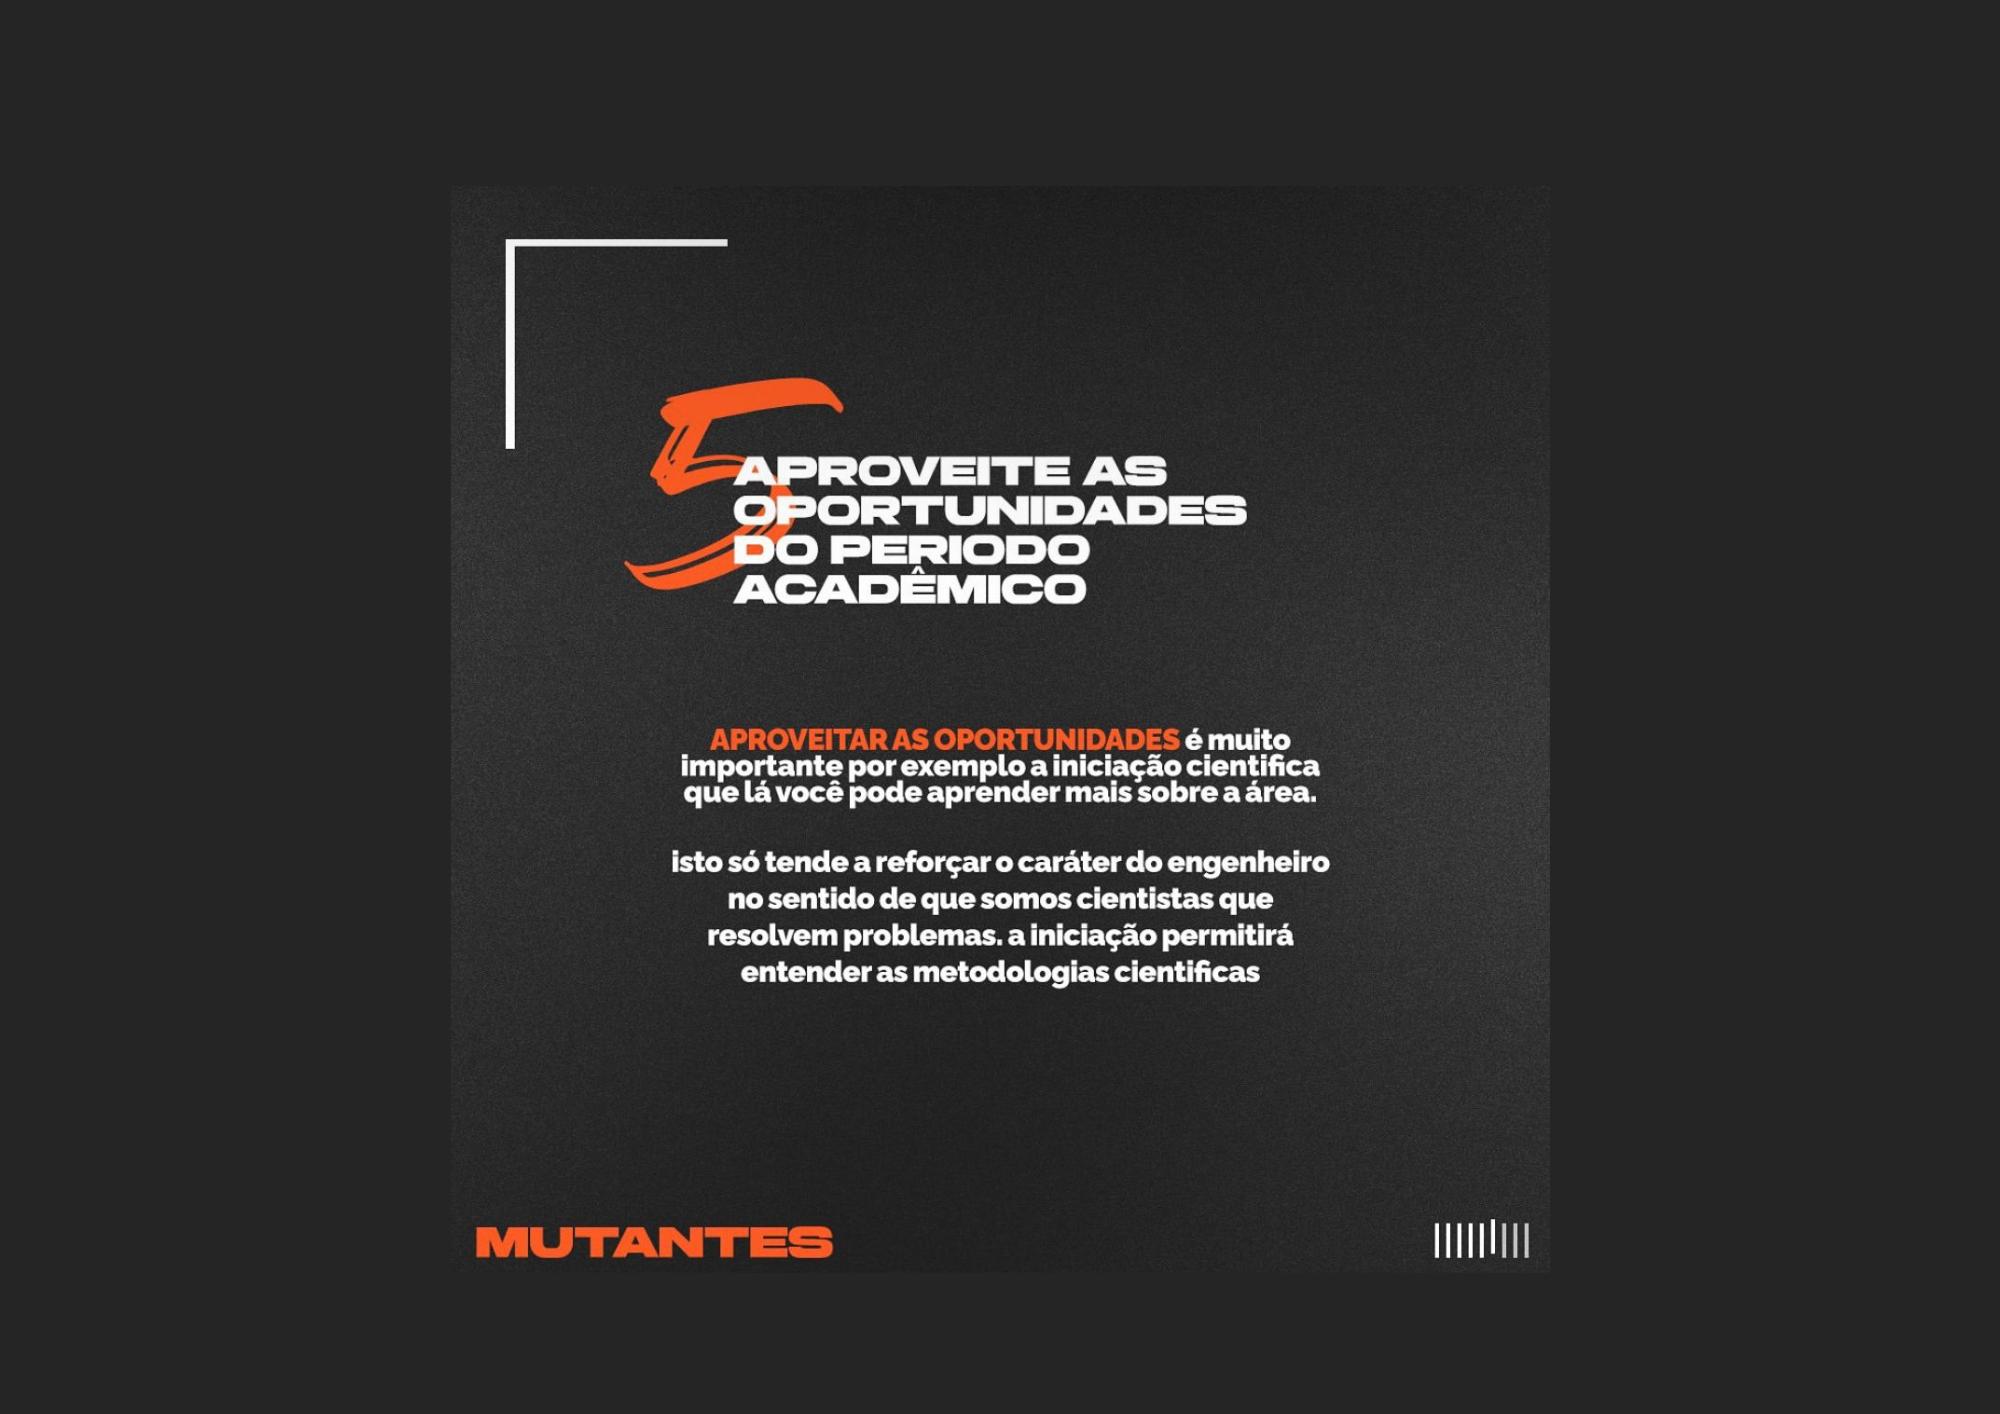 5
APROVEITE AS
OPORTUNIDADES
DO PERIODO
ACADÊMICO
APROVEITAR AS OPORTUNIDADES é muito
importante por exemplo a iniciação cientifica
que lá você pode aprender mais sobre a área.
isto só tende a reforçar o caráter do engenheiro
no sentido de que somos cientistas que
resolvem problemas. a iniciação permitirá
entender as metodologias cientificas
MUTANTES